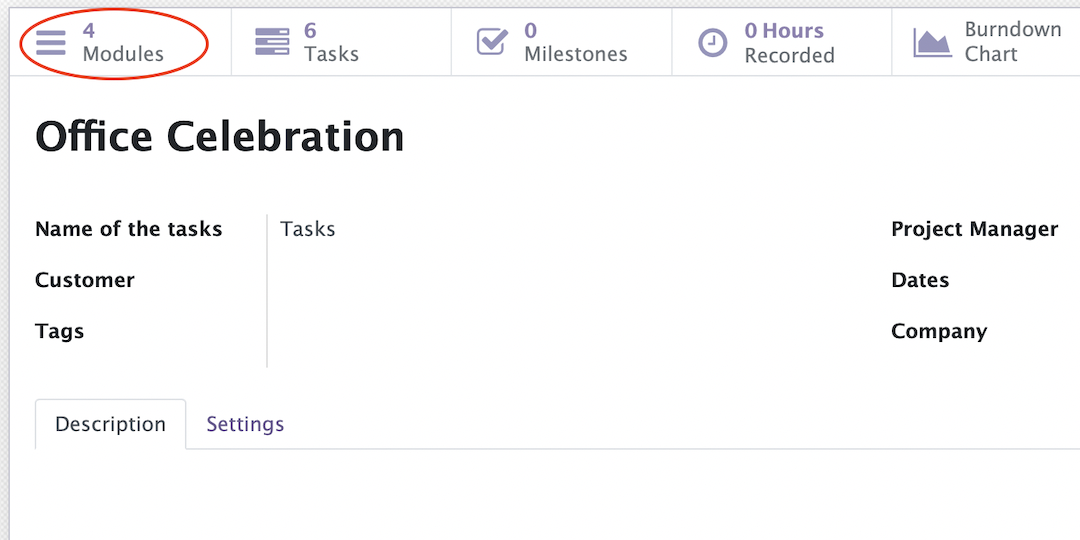 4
Modules
6
Tasks
0
Milestones
0 Hours
Recorded
Burndown
Chart
Office Celebration
Name of the tasks
Tasks
Project Manager
Customer
Dates
Tags
Company
Description
Settings